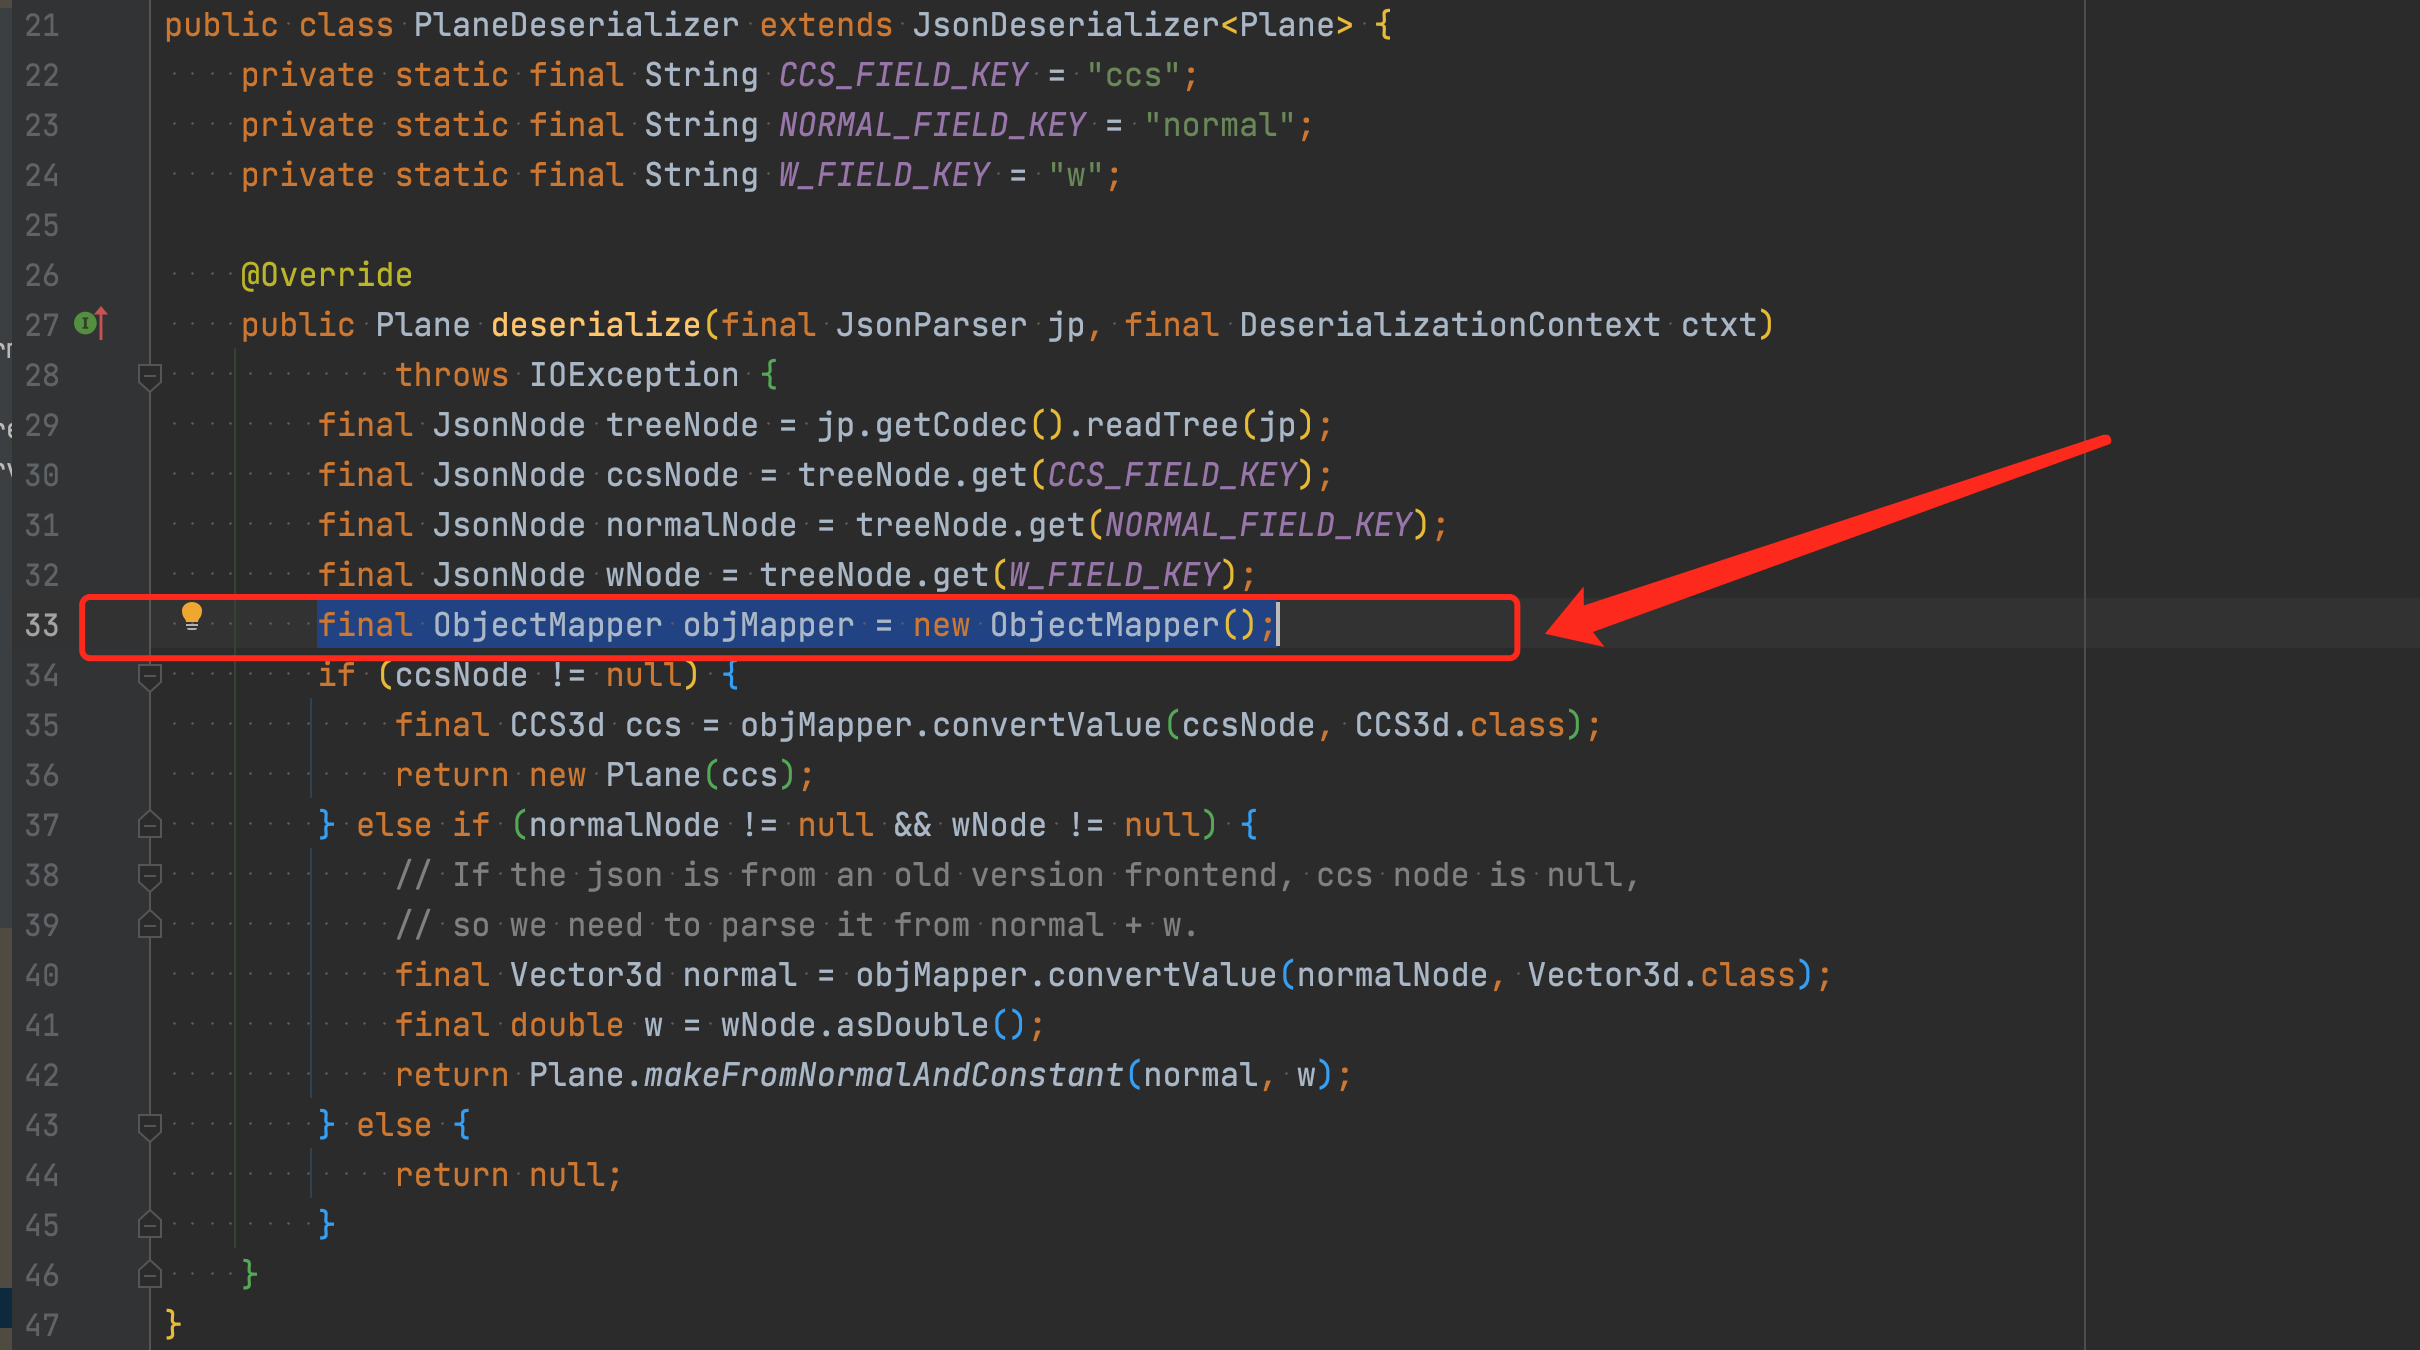 21 public class PlaneDeserializer extends JsonDeserializer<Plane> {
22     private static final String CCS_FIELD_KEY = "ccs";
23     private static final String NORMAL_FIELD_KEY = "normal";
24     private static final String W_FIELD_KEY = "w";
25
26     @Override
27     public Plane deserialize(final JsonParser jp, final DeserializationContext ctxt)
28             throws IOException {
29         final JsonNode treeNode = jp.getCodec().readTree(jp);
30         final JsonNode ccsNode = treeNode.get(CCS_FIELD_KEY);
31         final JsonNode normalNode = treeNode.get(NORMAL_FIELD_KEY);
32         final JsonNode wNode = treeNode.get(W_FIELD_KEY);
33         final ObjectMapper objMapper = new ObjectMapper();
34         if (ccsNode != null) {
35             final CCS3d ccs = objMapper.convertValue(ccsNode, CCS3d.class);
36             return new Plane(ccs);
37         } else if (normalNode != null && wNode != null) {
38             // If the json is from an old version frontend, ccs node is null,
39             // so we need to parse it from normal + w.
40             final Vector3d normal = objMapper.convertValue(normalNode, Vector3d.class);
41             final double w = wNode.asDouble();
42             return Plane.makeFromNormalAndConstant(normal, w);
43         } else {
44             return null;
45         }
46     }
47 }